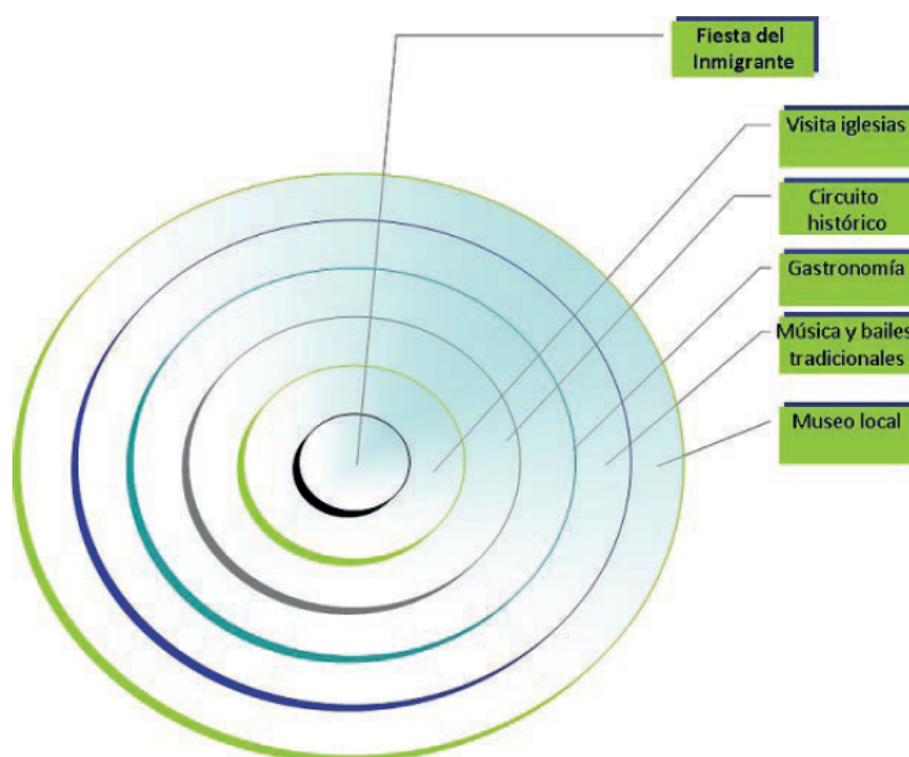 Fiesta del
Inmigrante
Visita iglesias
Circuito
histórico
Gastronomía
Música y bailes
tradicionales
Museo local